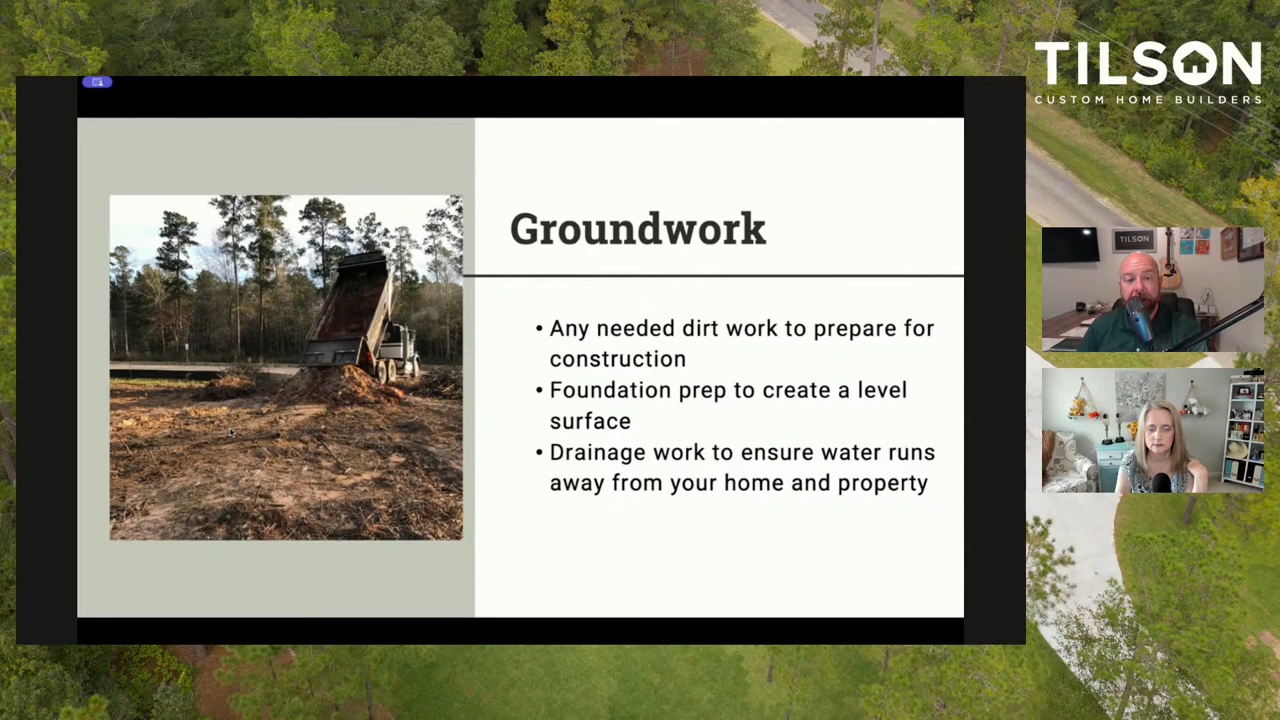 TILSON
CUSTOM HOME BUILDERS
Groundwork
• Any needed dirt work to prepare for
construction
• Foundation prep to create a level
surface
• Drainage work to ensure water runs
away from your home and property
TILSON